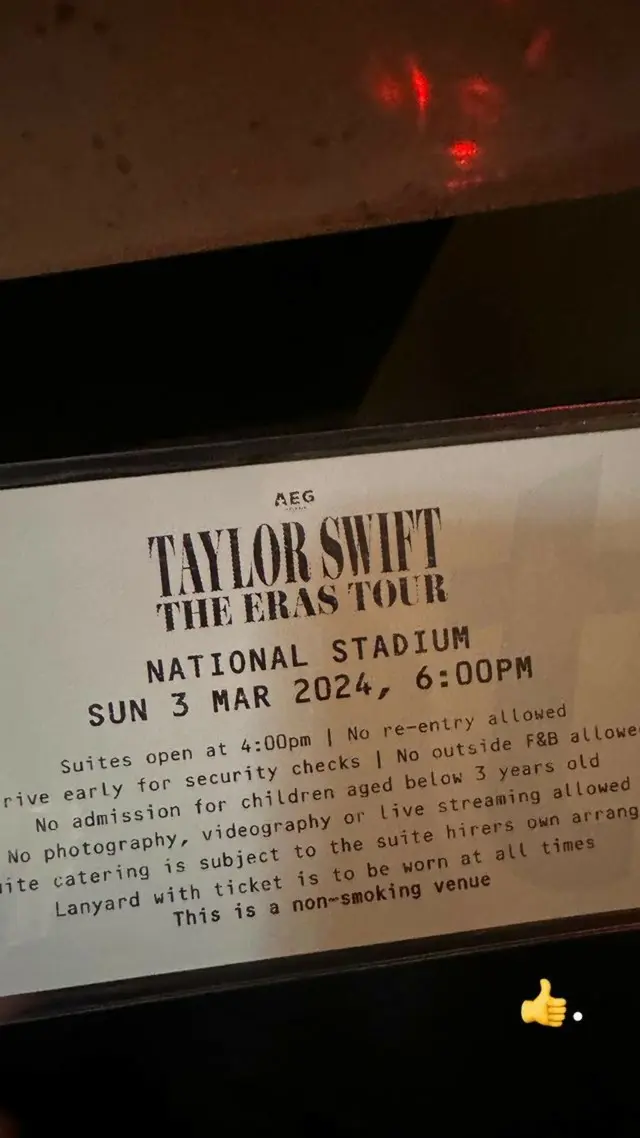 AEG
TAYLOR SWIFT
THE ERAS TOUR
NATIONAL STADIUM
SUN 3 MAR 2024, 6:00PM
Suites open at 4:00pm | No re-entry allowed
rive early for security checks | No outside F&B allowe
No admission for children aged below 3 years old
No photography, videography or live streaming allowed
ite catering is subject to the suite hirers own arrang
Lanyard with ticket is to be worn at all times
This is a non-smoking venue